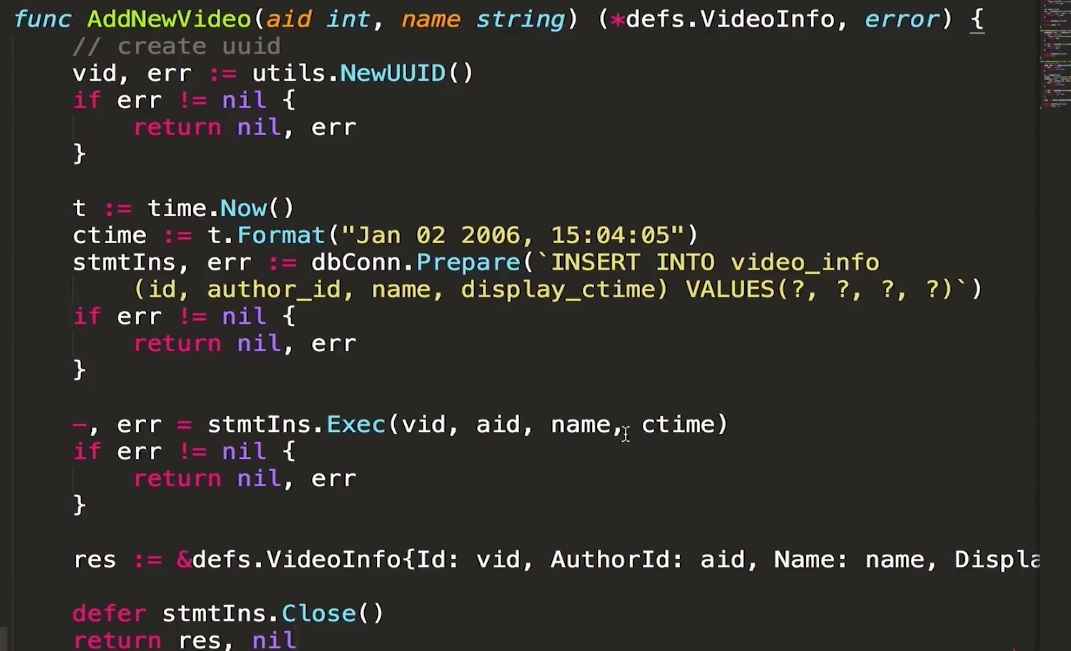 func AddNewVideo(aid int, name string) (*defs.VideoInfo, error) {
    // create uuid
    vid, err := utils.NewUUID()
    if err != nil {
        return nil, err
    }

    t := time.Now()
    ctime := t.Format("Jan 02 2006, 15:04:05")
    stmtIns, err := dbConn.Prepare(`INSERT INTO video_info
        (id, author_id, name, display_ctime) VALUES(?, ?, ?, ?)`)
    if err != nil {
        return nil, err
    }

    _, err = stmtIns.Exec(vid, aid, name, ctime)
    if err != nil {
        return nil, err
    }

    res := &defs.VideoInfo{Id: vid, AuthorId: aid, Name: name, Displa

    defer stmtIns.Close()
    return res, nil